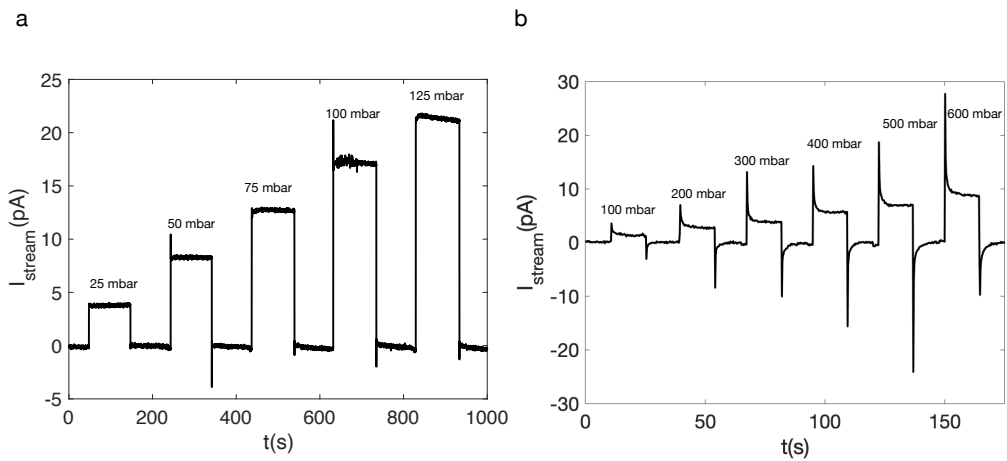 a
25
20
15
10
5
0
-5
0
200
400
600
800
1000
I_stream(pA)
t(s)
25 mbar
50 mbar
75 mbar
100 mbar
125 mbar
b
30
20
10
0
-10
-20
-30
0
50
100
150
I_stream(pA)
t(s)
100 mbar
200 mbar
300 mbar
400 mbar
500 mbar
600 mbar